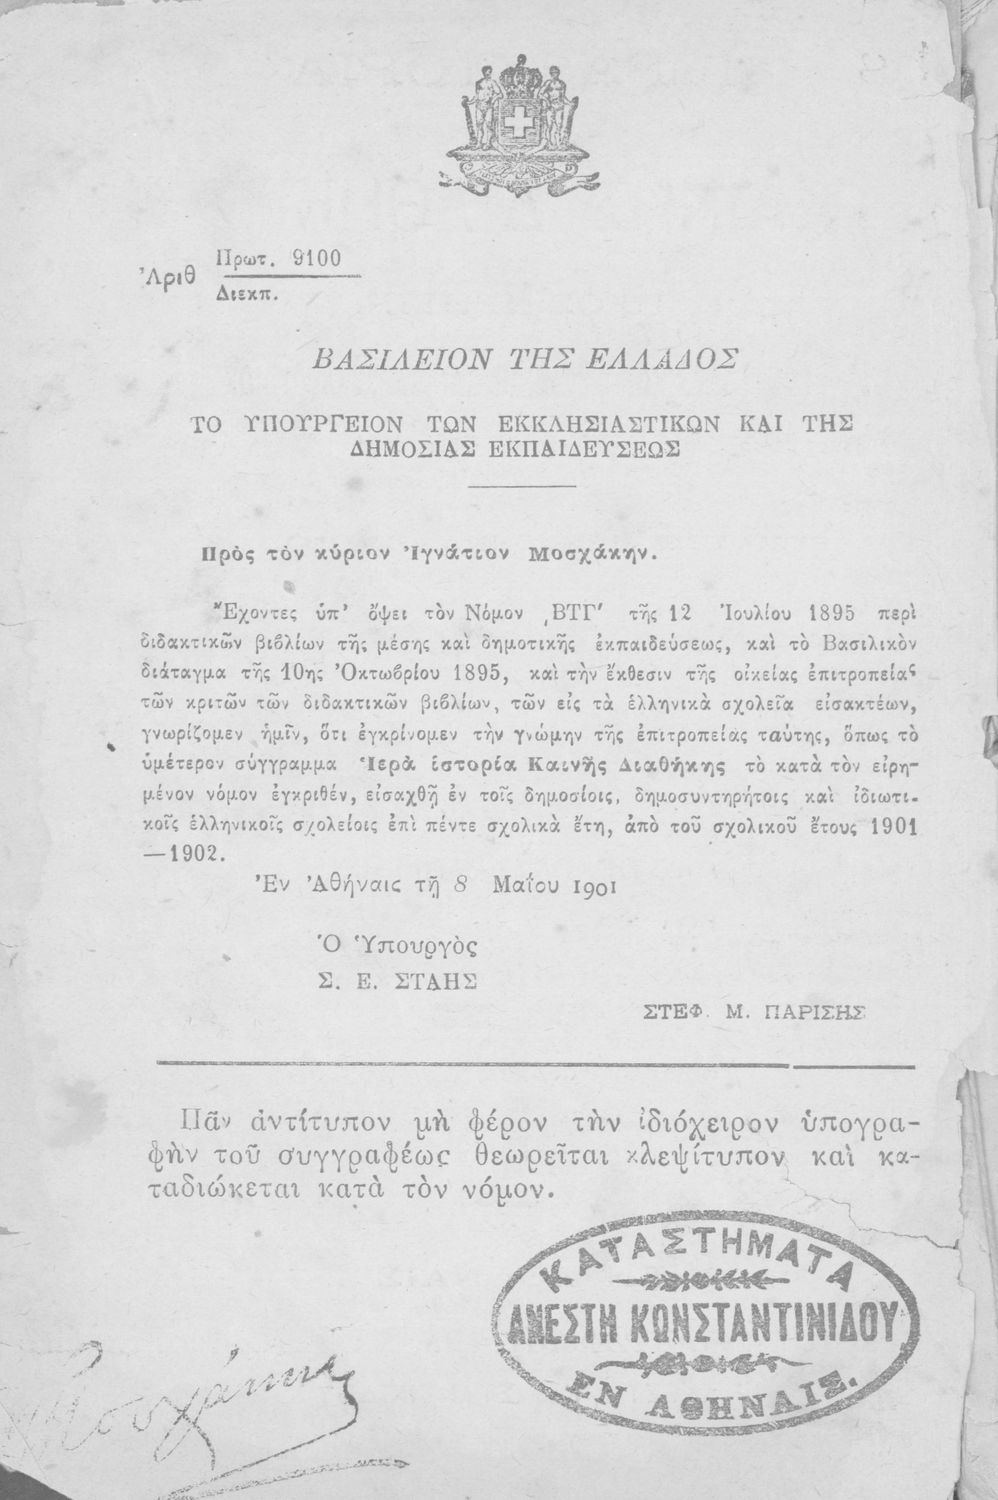 Ἀριθ Πρωτ. 9100
Διεκπ.
ΒΑΣΙΛΕΙΟΝ ΤΗΣ ΕΛΛΑΔΟΣ
ΤΟ ΥΠΟΥΡΓΕΙΟΝ ΤΩΝ ΕΚΚΛΗΣΙΑΣΤΙΚΩΝ ΚΑΙ ΤΗΣ
ΔΗΜΟΣΙΑΣ ΕΚΠΑΙΔΕΥΣΕΩΣ
Πρὸς τὸν κύριον Ἰγνάτιον Μοσχάκην.
Ἔχοντες ὑπ' ὄψει τὸν Νόμον ͵ΒΤΓ' τῆς 12 Ἰουλίου 1895 περὶ
διδακτικῶν βιβλίων τῆς μέσης καὶ δημοτικῆς ἐκπαιδεύσεως, καὶ τὸ Βασιλικὸν
διάταγμα τῆς 10ης Ὀκτωβρίου 1895, καὶ τὴν ἔκθεσιν τῆς οἰκείας ἐπιτροπείας
τῶν κριτῶν τῶν διδακτικῶν βιβλίων, τῶν εἰς τὰ ἑλληνικὰ σχολεῖα εἰσακτέων,
γνωρίζομεν ἡμῖν, ὅτι ἐγκρίνομεν τὴν γνώμην τῆς ἐπιτροπείας ταύτης, ὅπως τὸ
ὑμέτερον σύγγραμμα Ἱερὰ ἱστορία Καινῆς Διαθήκης τὸ κατὰ τὸν εἰρη-
μένον νόμον ἐγκριθὲν, εἰσαχθῇ ἐν τοῖς δημοσίοις, δημοσυντηρήτοις καὶ ἰδιωτι-
κοῖς ἑλληνικοῖς σχολείοις ἐπὶ πέντε σχολικὰ ἔτη, ἀπὸ τοῦ σχολικοῦ ἔτους 1901
—1902.
Ἐν Ἀθήναις τῇ 8 Μαΐου 1901
Ὁ Ὑπουργὸς
Σ. Ε. ΣΤΑΗΣ
ΣΤΕΦ. Μ. ΠΑΡΙΣΗΣ
Πᾶν ἀντίτυπον μὴ φέρον τὴν ἰδιόχειρον ὑπογρα-
φὴν τοῦ συγγραφέως θεωρεῖται κλεψίτυπον καὶ κα-
ταδιώκεται κατὰ τὸν νόμον.
ΚΑΤΑΣΤΗΜΑΤΑ
ΑΝΕΣΤΗ ΚΩΝΣΤΑΝΤΙΝΙΔΟΥ
ΕΝ ΑΘΗΝΑΙΣ.
Μοσχάκης